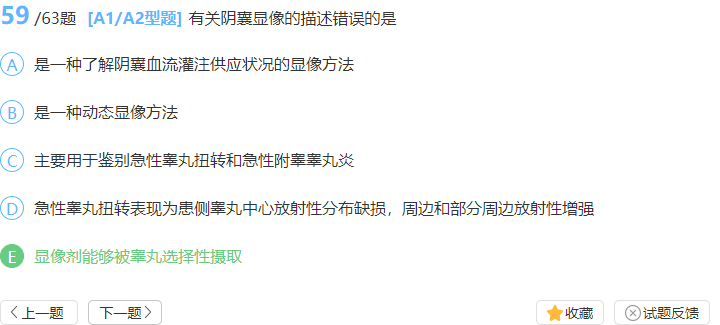 59 /63题 [A1/A2型题] 有关阴囊显像的描述错误的是
A 是一种了解阴囊血流灌注供应状况的显像方法
B 是一种动态显像方法
C 主要用于鉴别急性睾丸扭转和急性附睾睾丸炎
D 急性睾丸扭转表现为患侧睾丸中心放射性分布缺损，周边和部分周边放射性增强
E 显像剂能够被睾丸选择性摄取
上一题 下一题 收藏 试题反馈